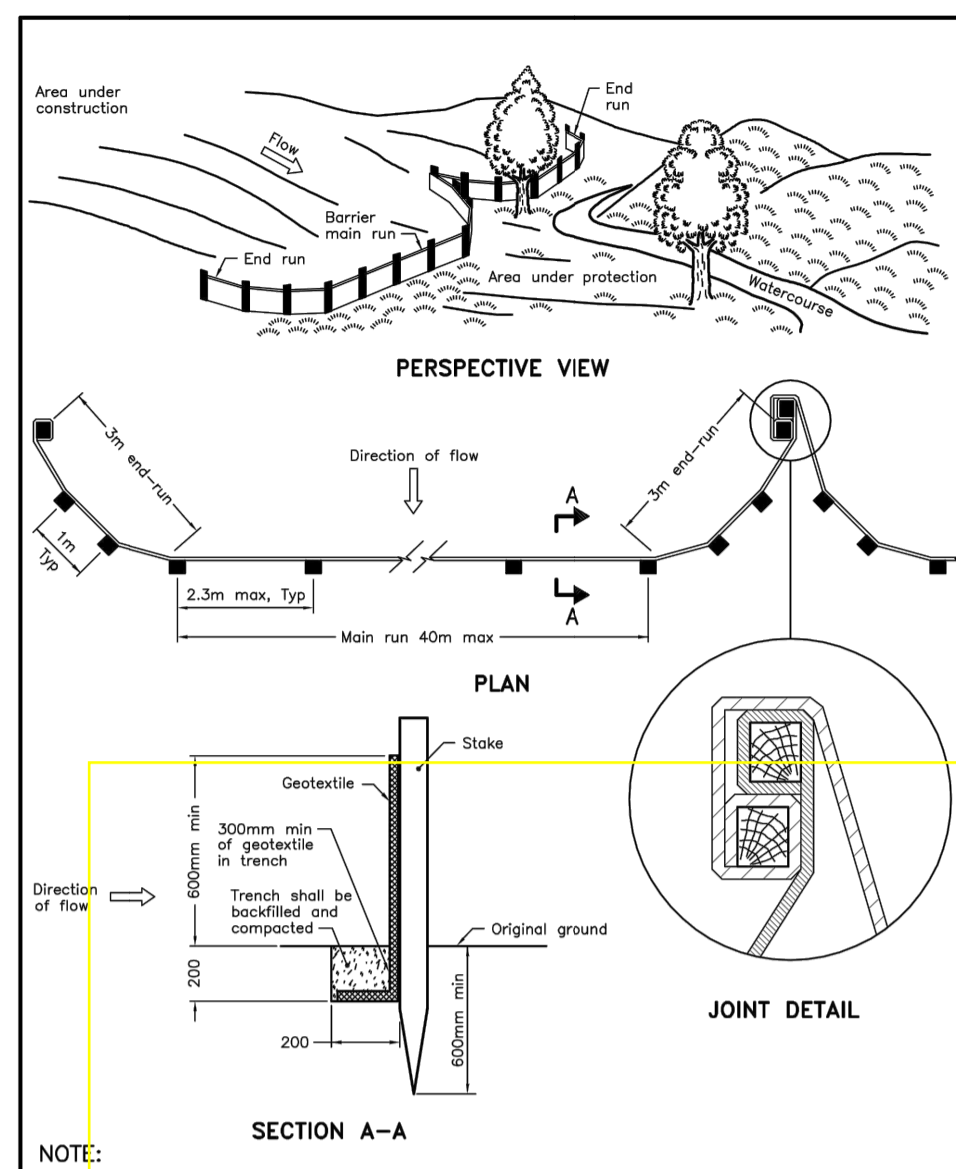 Area under
construction
End
run
Flow
Barrier
main run
End run
Area under protection
Watercourse
PERSPECTIVE VIEW
3m end-run
Direction of flow
3m end-run
1m
Typ
A
2.3m max, Typ
A
Main run 40m max
PLAN
Stake
Geotextile
600mm min
300mm min
of geotextile
in trench
Direction
of flow
Trench shall be
backfilled and
compacted
Original ground
200
600mm min
200
JOINT DETAIL
SECTION A-A
NOTE: